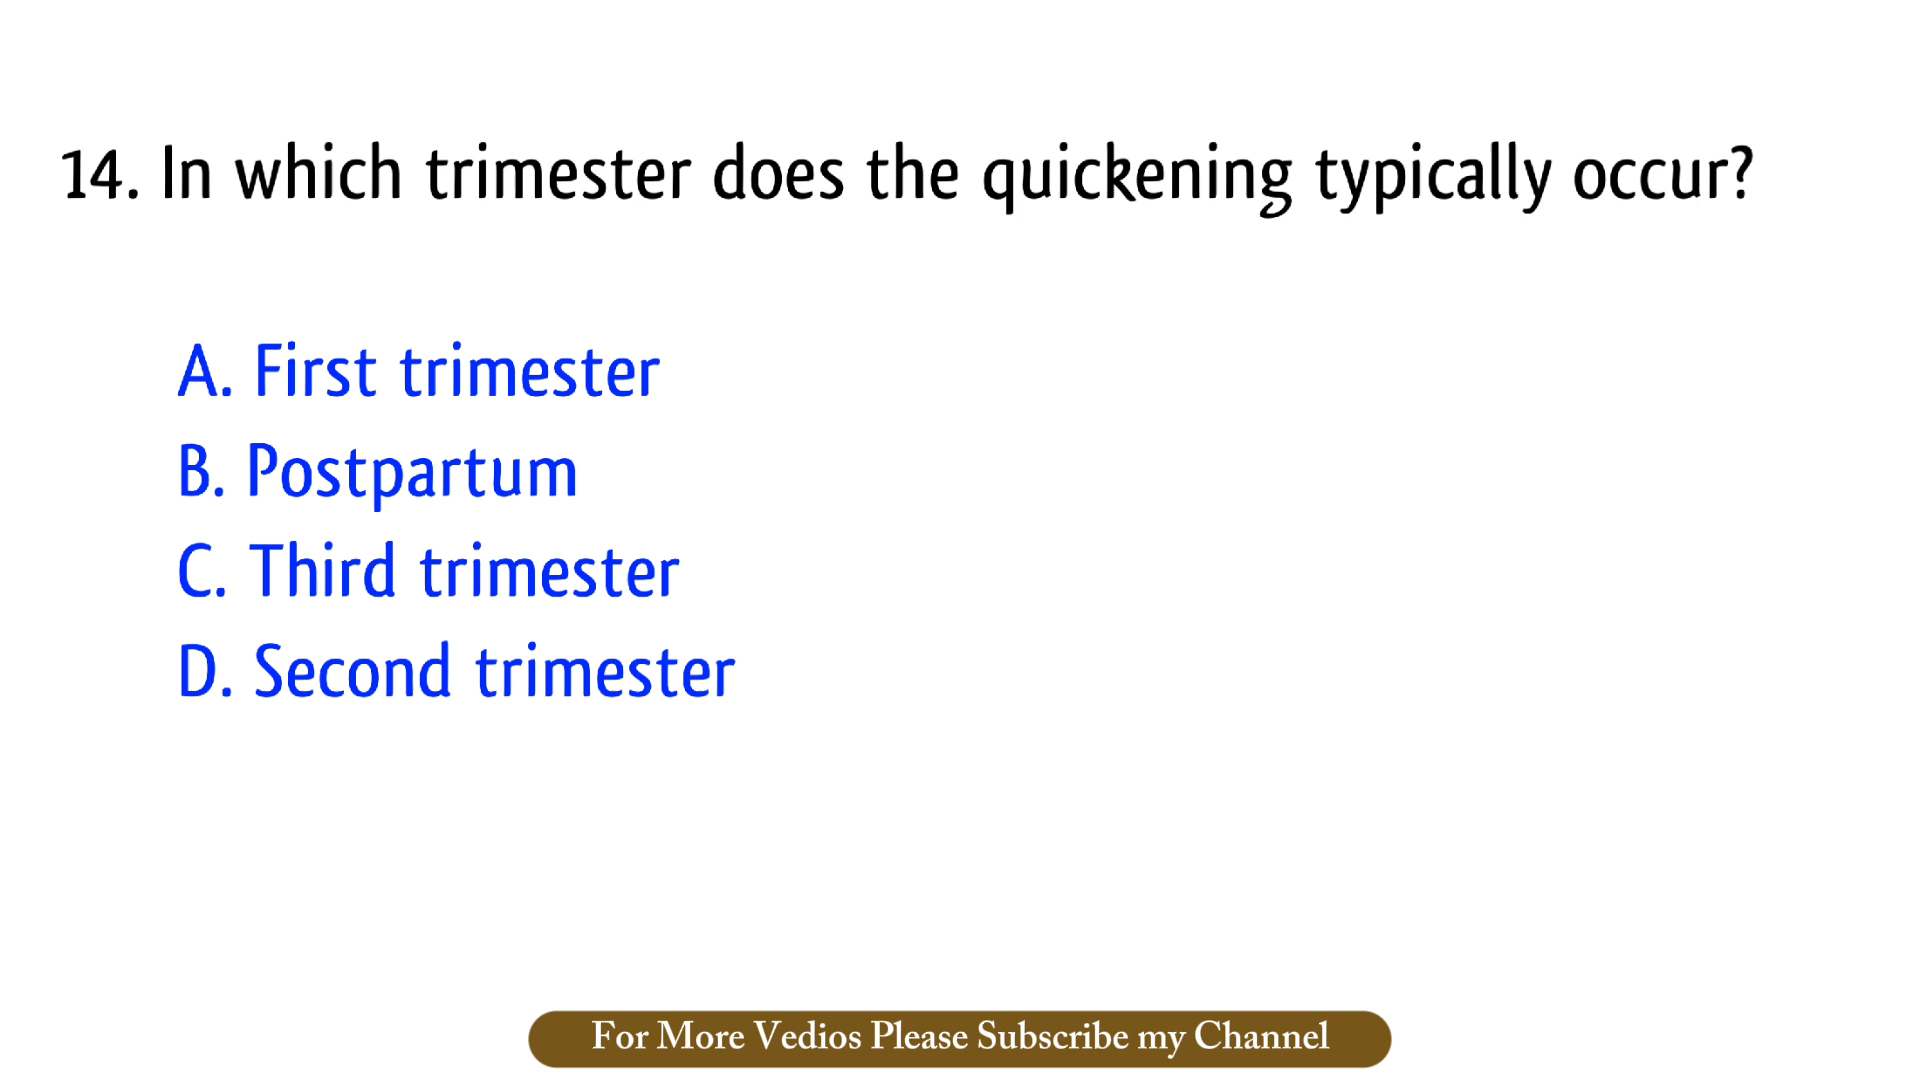 14. In which trimester does the quickening typically occur?
A. First trimester
B. Postpartum
C. Third trimester
D. Second trimester
For More Vedios Please Subscribe my Channel